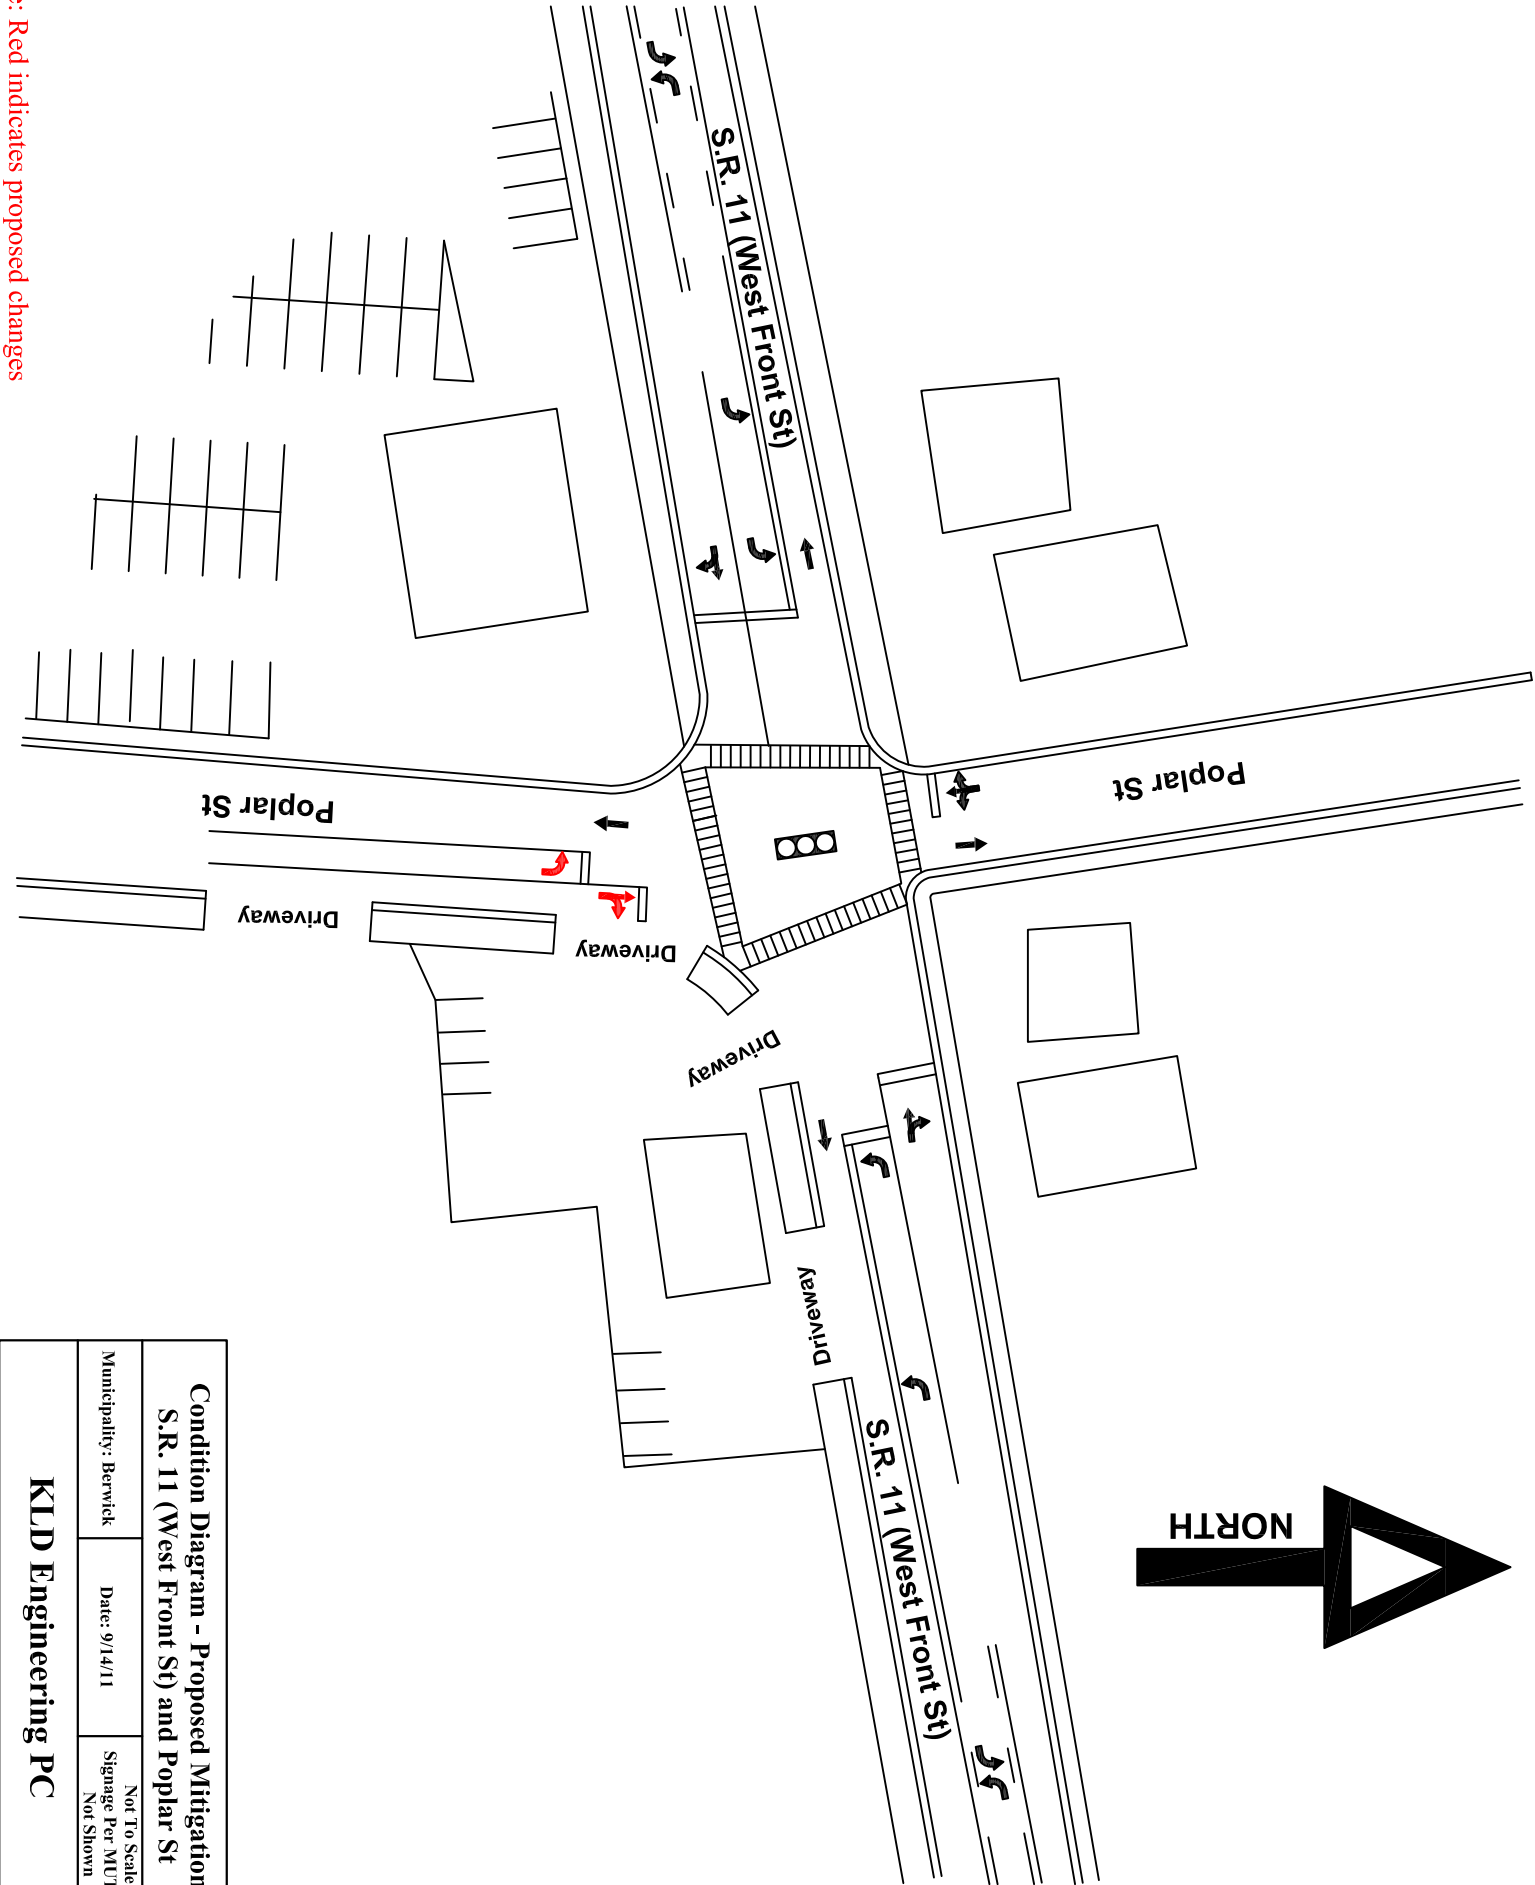 : Red indicates proposed changes
S.R. 11 (West Front St)
Poplar St
Poplar St
Driveway
Driveway
Driveway
Driveway
S.R. 11 (West Front St)
NORTH
Condition Diagram - Proposed Mitigation
S.R. 11 (West Front St) and Poplar St
Municipality: Berwick
Date: 9/14/11
Not To Scale
Signage Per
Not Shown
KLD Engineering PC